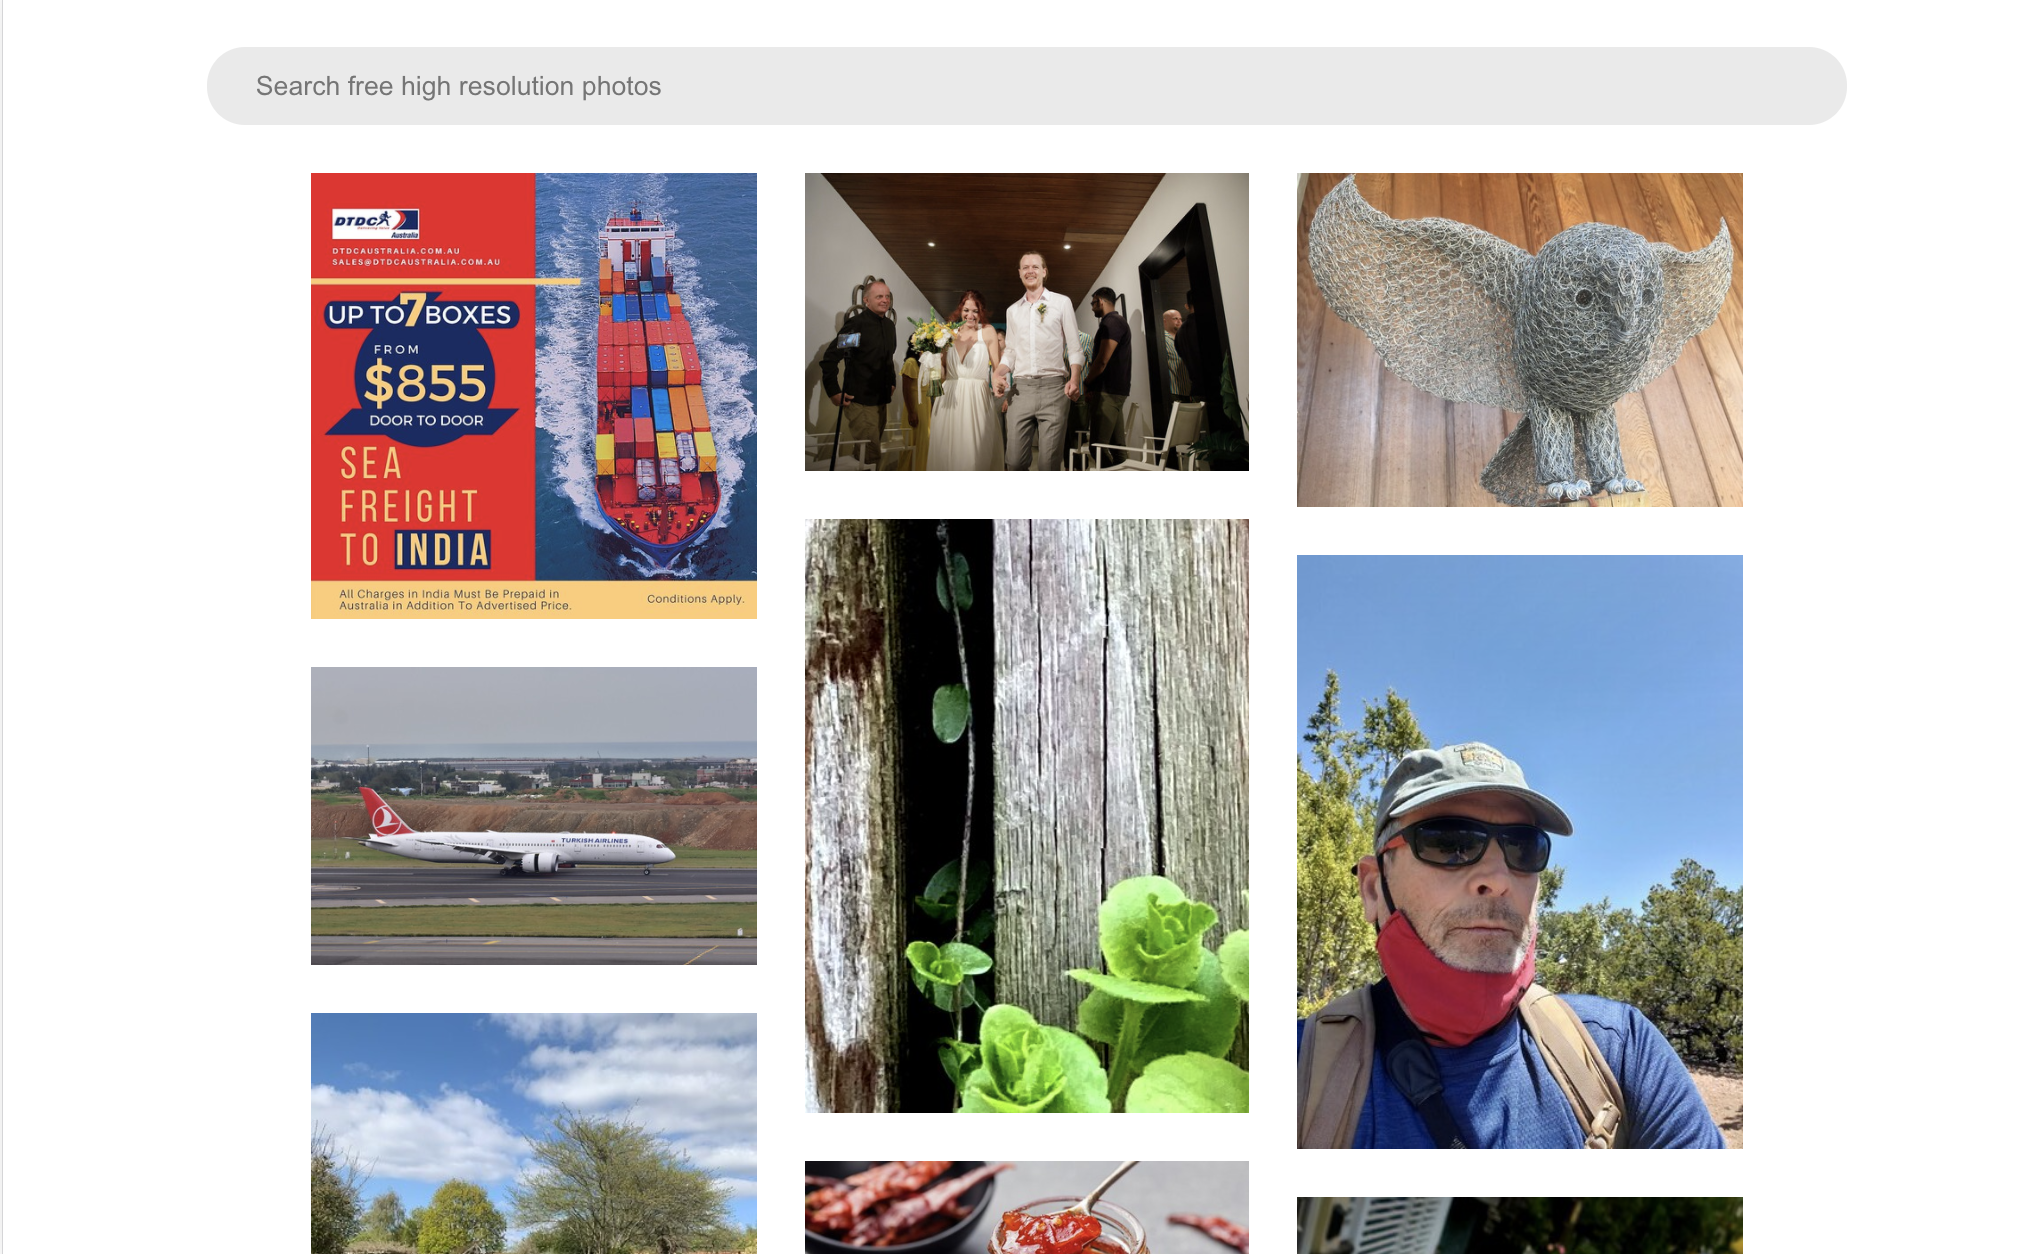 Search free high resolution photos
DTDC
Delivering Value
Australia
DTDCAUSTRALIA.COM.AU
SALES@DTDCAUSTRALIA.COM.AU
UP TO 7 BOXES
FROM
$855
DOOR TO DOOR
SEA
FREIGHT
TO INDIA
All Charges in India Must Be Prepaid in
Australia in Addition To Advertised Price.
Conditions Apply.
TURKISH AIRLINES